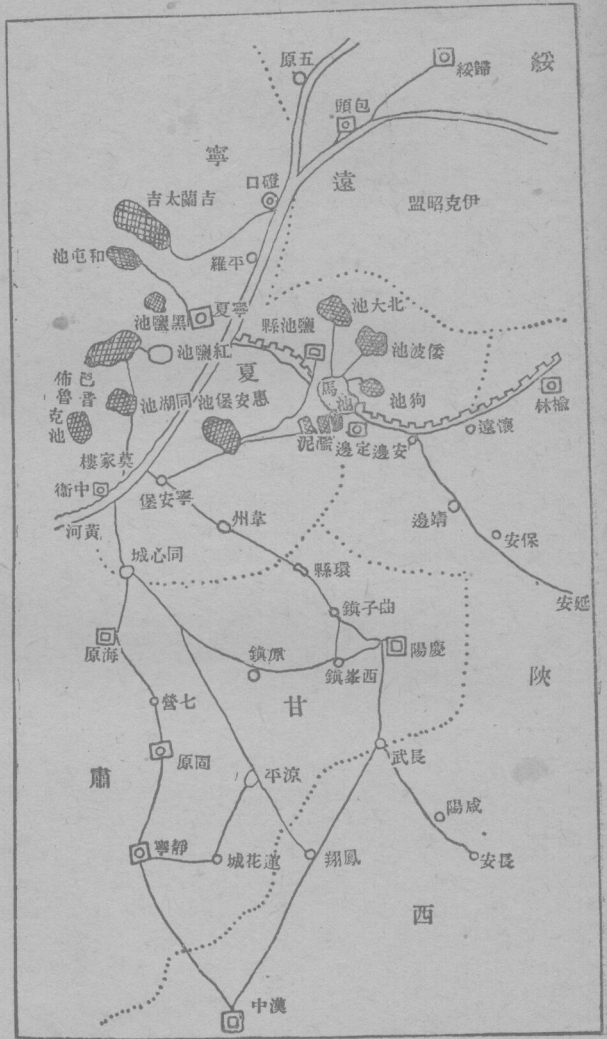 綏
遠
寧
夏
歸綏
五原
包頭
伊克昭盟
磴口
吉蘭太吉
平羅
和屯池
北大池
寧夏
黑鹽池
鹽池縣
倭波池
紅鹽池
馬池
狗池
榆林
佈魯克池
同湖池
惠安堡池
濫泥
定邊
安邊
懷遠
莫家樓
中衛
黃河
寧安堡
韋州
靖邊
保安
延安
同心城
環縣
曲子鎮
慶陽
海原
原鎮
西峯鎮
陝
西
甘
肅
七營
固原
涼平
長武
咸陽
長安
靜寧
蓮花城
鳳翔
漢中